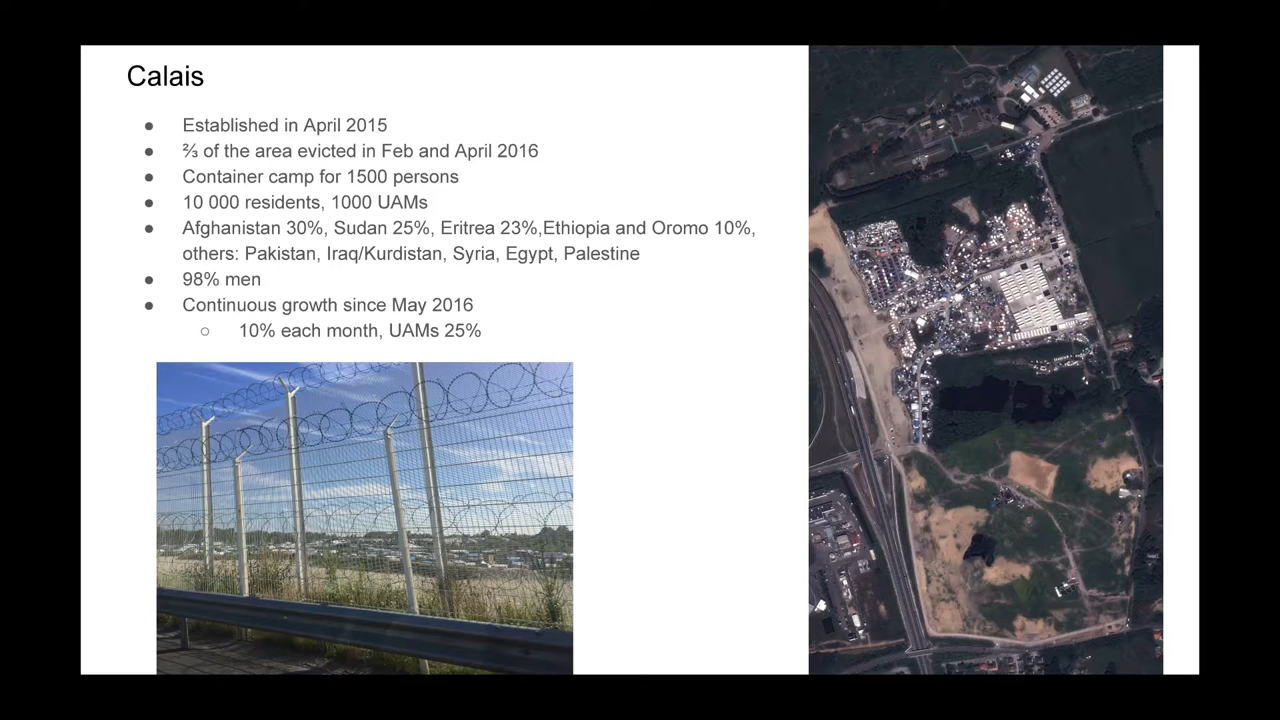 Calais
● Established in April 2015
● ⅔ of the area evicted in Feb and April 2016
● Container camp for 1500 persons
● 10 000 residents, 1000 UAMs
● Afghanistan 30%, Sudan 25%, Eritrea 23%,Ethiopia and Oromo 10%,
others: Pakistan, Iraq/Kurdistan, Syria, Egypt, Palestine
● 98% men
● Continuous growth since May 2016
○ 10% each month, UAMs 25%